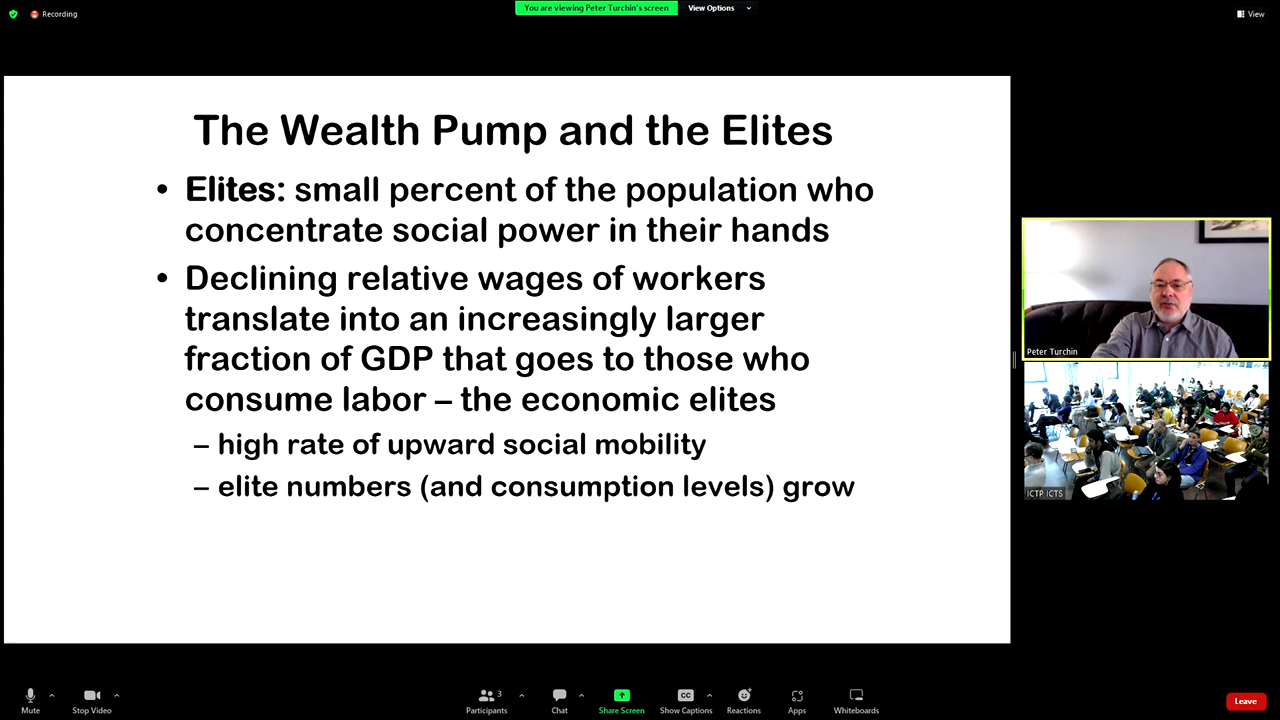 Recording
You are viewing Peter Turchin's screen
View Options
View
The Wealth Pump and the Elites
• Elites: small percent of the population who
concentrate social power in their hands
• Declining relative wages of workers
translate into an increasingly larger
fraction of GDP that goes to those who
consume labor – the economic elites
– high rate of upward social mobility
– elite numbers (and consumption levels) grow
Peter Turchin
ICTP ICTS
Mute
Stop Video
Participants
3
Chat
Share Screen
CC
Show Captions
Reactions
Apps
Whiteboards
Leave